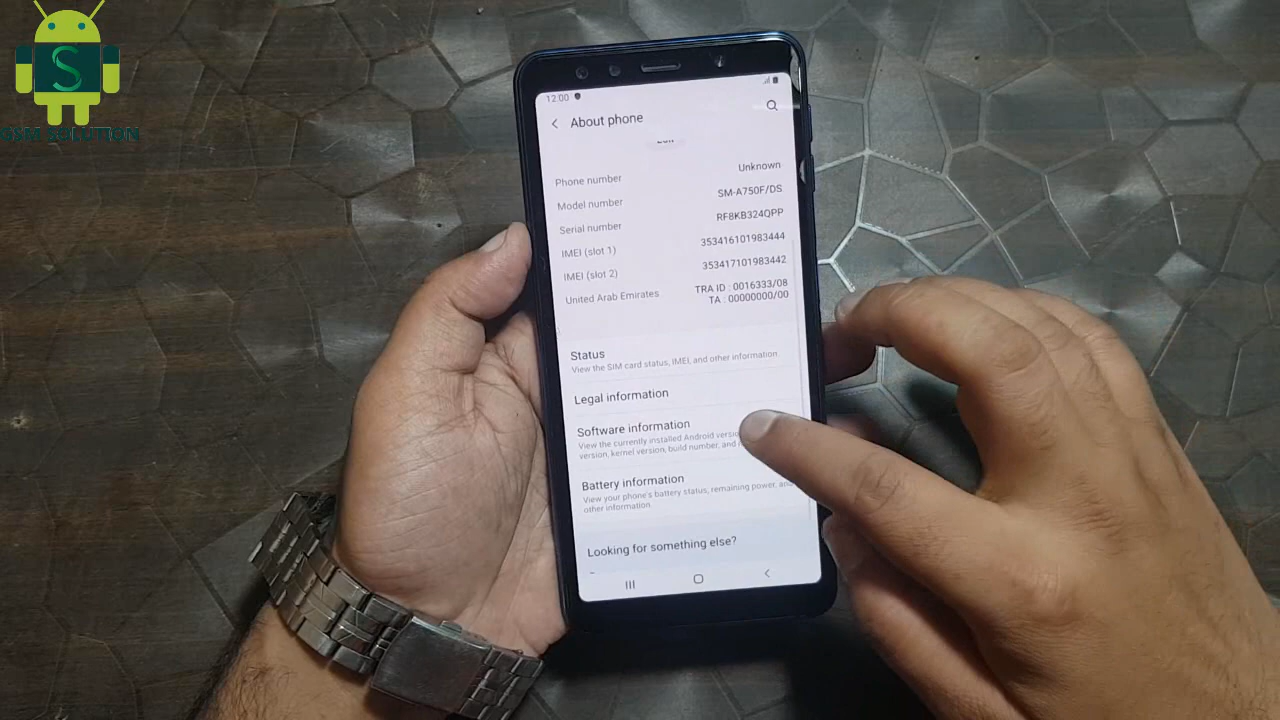 S
GSM SOLUTION
12:00
About phone
Phone number Unknown
Model number SM-A750F/DS
Serial number RF8KB324QPP
IMEI (slot 1) 353416101983444
IMEI (slot 2) 353417101983442
United Arab Emirates TRA ID : 0016333/08
TA : 00000000/00
Status
View the SIM card status, IMEI, and other information.
Legal information
Software information
View the currently installed Android
version, kernel version, build number, and
Battery information
View your phone's battery status, remaining power, and
other information.
Looking for something else?